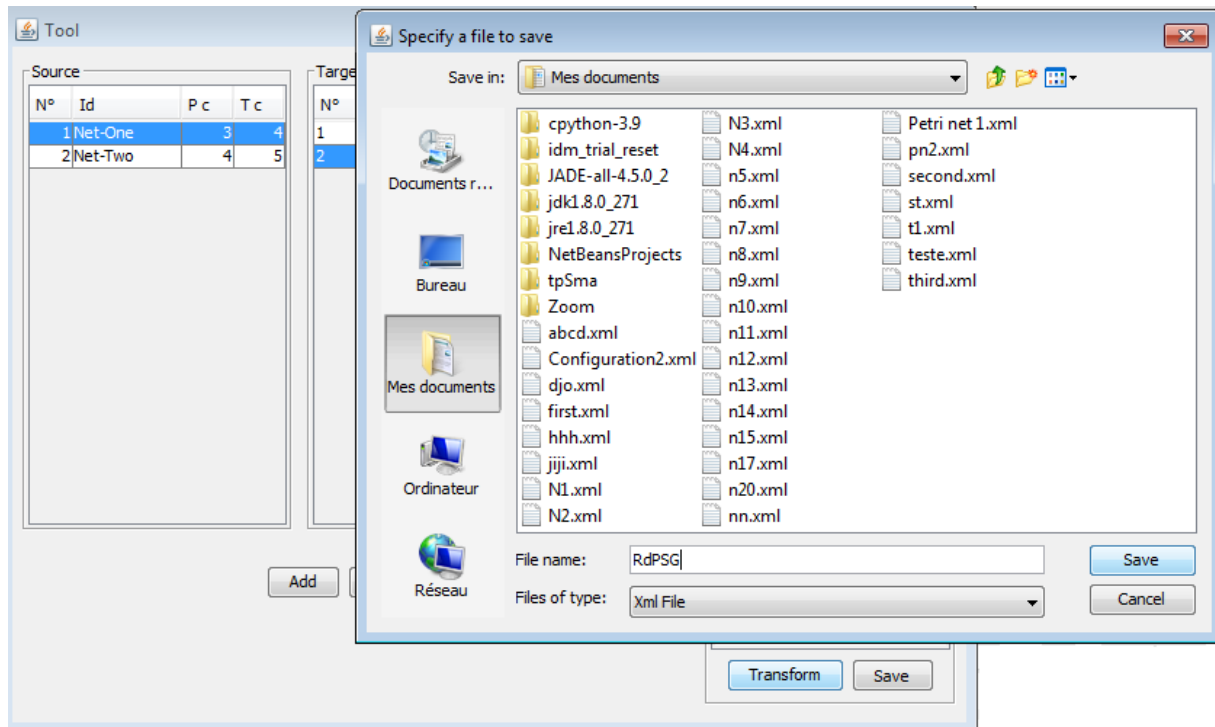 Tool
Source
N° Id P c T c
1 Net-One 3 4
2 Net-Two 4 5
Targe
N°
1
2
Add
Transform Save
Specify a file to save
Save in: Mes documents
Documents r...
Bureau
Mes documents
Ordinateur
Réseau
cpython-3.9
idm_trial_reset
JADE-all-4.5.0_2
jdk1.8.0_271
jre1.8.0_271
NetBeansProjects
tpSma
Zoom
abcd.xml
Configuration2.xml
djo.xml
first.xml
hhh.xml
jiji.xml
N1.xml
N2.xml
N3.xml
N4.xml
n5.xml
n6.xml
n7.xml
n8.xml
n9.xml
n10.xml
n11.xml
n12.xml
n13.xml
n14.xml
n15.xml
n17.xml
n20.xml
nn.xml
Petri net 1.xml
pn2.xml
second.xml
st.xml
t1.xml
teste.xml
third.xml
File name: RdPSG Save
Files of type: Xml File Cancel